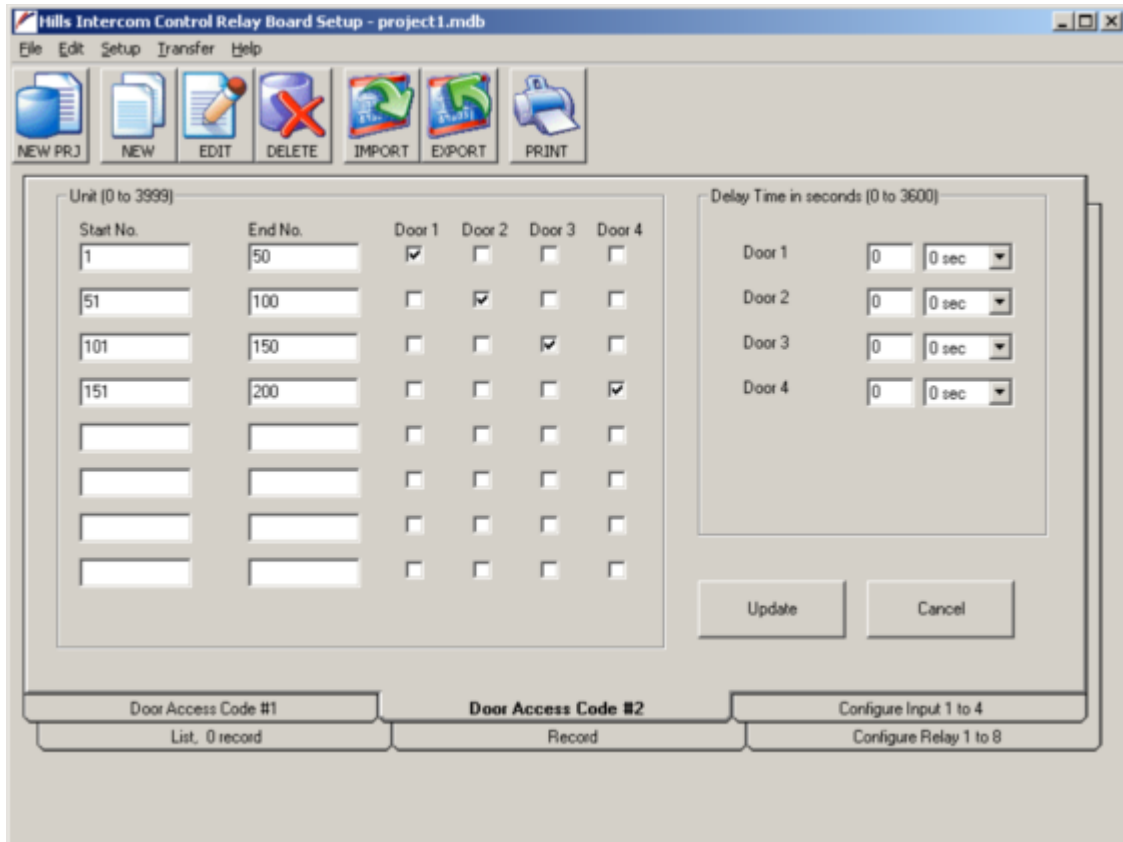 Hills Intercom Control Relay Board Setup - project1.mdb
File Edit Setup Transfer Help
NEW PRJ NEW EDIT DELETE IMPORT EXPORT PRINT
Unit (0 to 3999)
Start No. End No. Door 1 Door 2 Door 3 Door 4
1 50
51 100
101 150
151 200
Delay Time in seconds (0 to 3600)
Door 1 0 0 sec
Door 2 0 0 sec
Door 3 0 0 sec
Door 4 0 0 sec
Update Cancel
Door Access Code #1 Door Access Code #2 Configure Input 1 to 4
List, 0 record Record Configure Relay 1 to 8